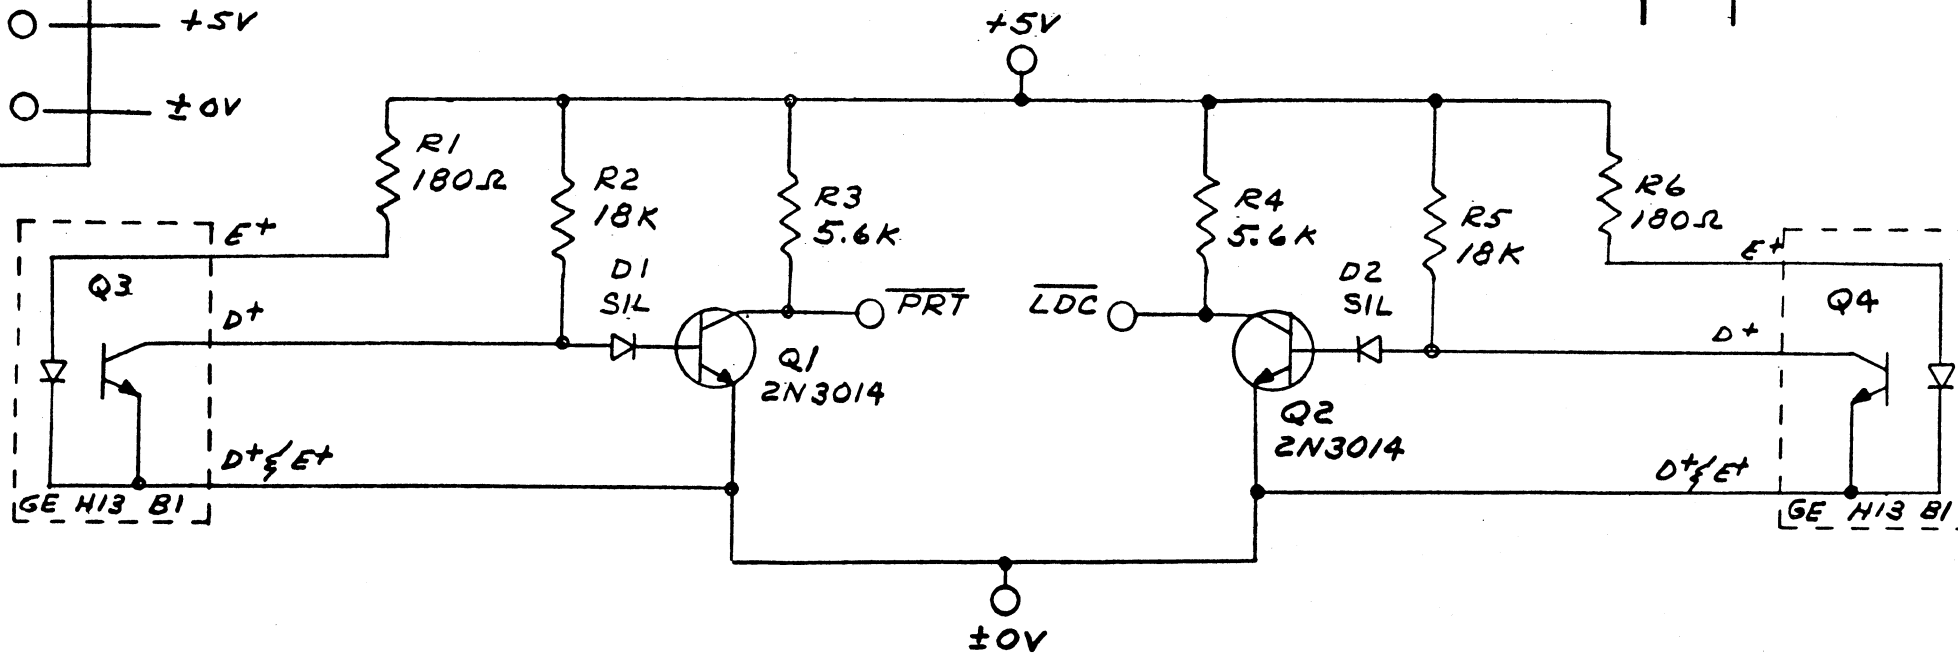 +5V
±0V
+5V
R1
180Ω
R2
18K
R3
5.6K
R4
5.6K
R5
18K
R6
180Ω
E+
Q3
D+
D1
SIL
PRT
Q1
2N3014
LDC
D2
SIL
Q2
2N3014
E+
Q4
D+
D+ & E+
GE H13 B1
D+ & E+
GE H13 B1
±0V